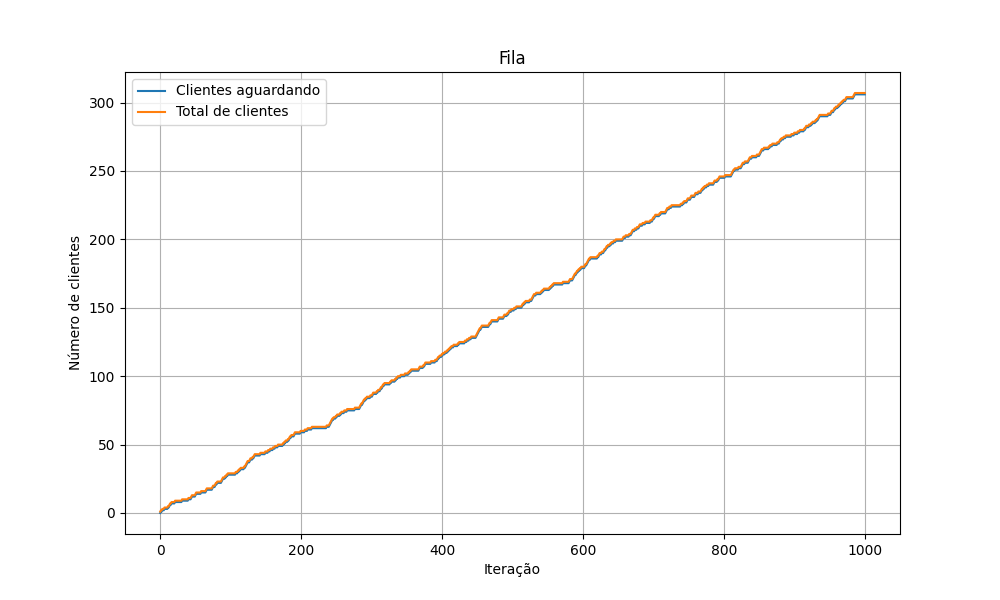 Fila
Clientes aguardando
Total de clientes
Número de clientes
300
250
200
150
100
50
0
0 200 400 600 800 1000
Iteração